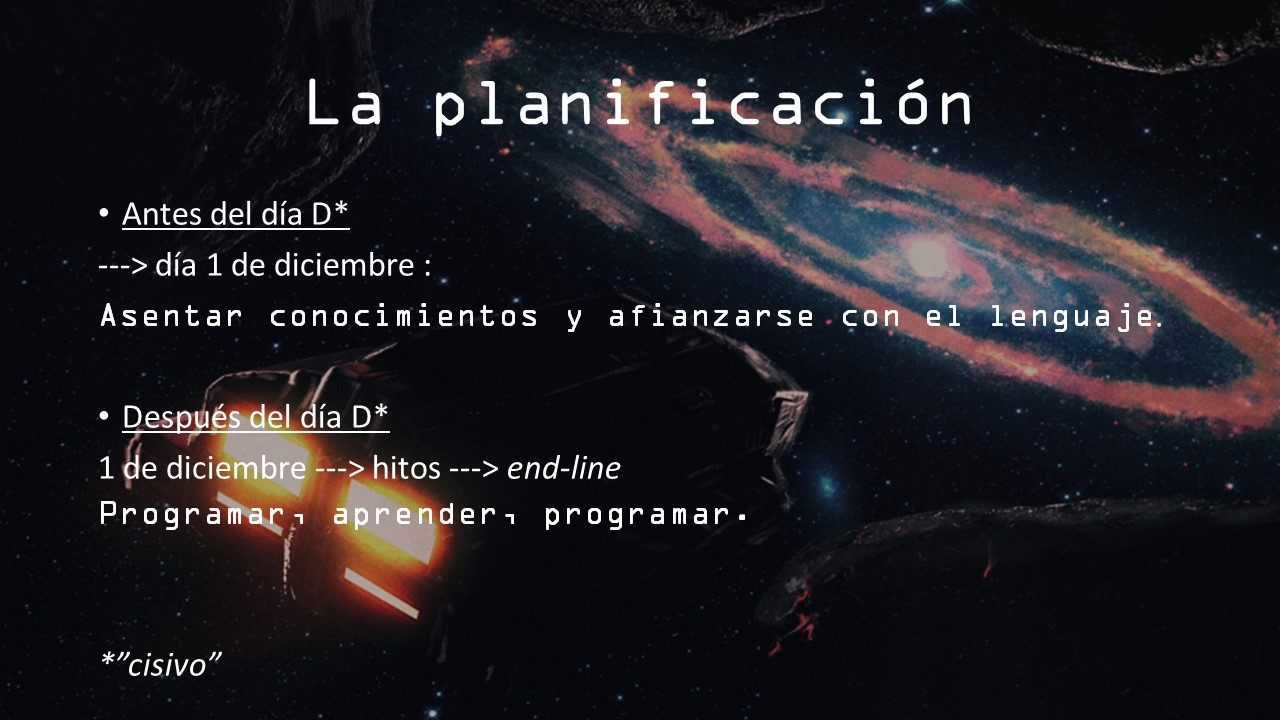 La planificación
• Antes del día D*
---> día 1 de diciembre :
Asentar conocimientos y afianzarse con el lenguaje.
• Después del día D*
1 de diciembre ---> hitos ---> end-line
Programar, aprender, programar.
*”cisivo”